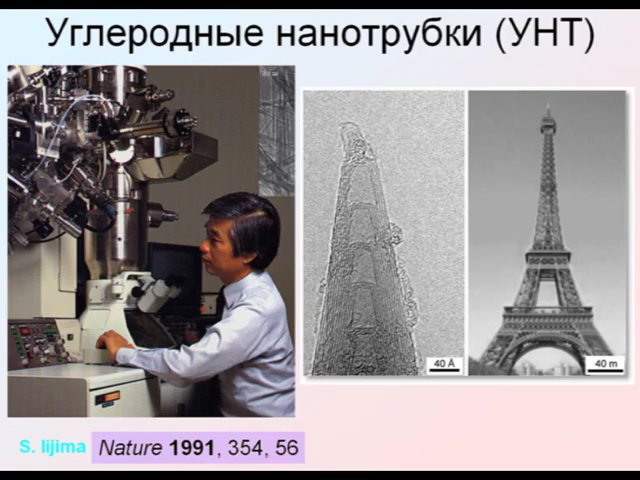 Углеродные нанотрубки (УНТ)
40 Å
40 m
S. Iijima
Nature 1991, 354, 56